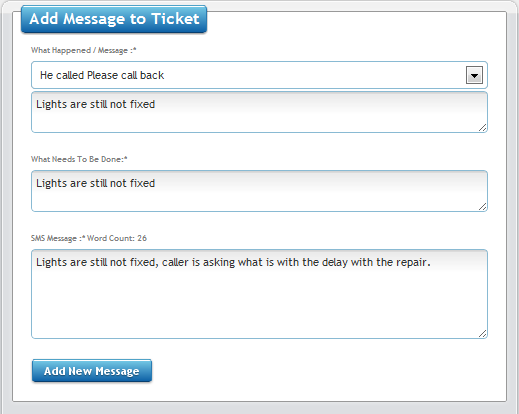 Add Message to Ticket
What Happened / Message :*
He called Please call back
Lights are still not fixed
What Needs To Be Done:*
Lights are still not fixed
SMS Message :* Word Count: 26
Lights are still not fixed, caller is asking what is with the delay with the repair.
Add New Message